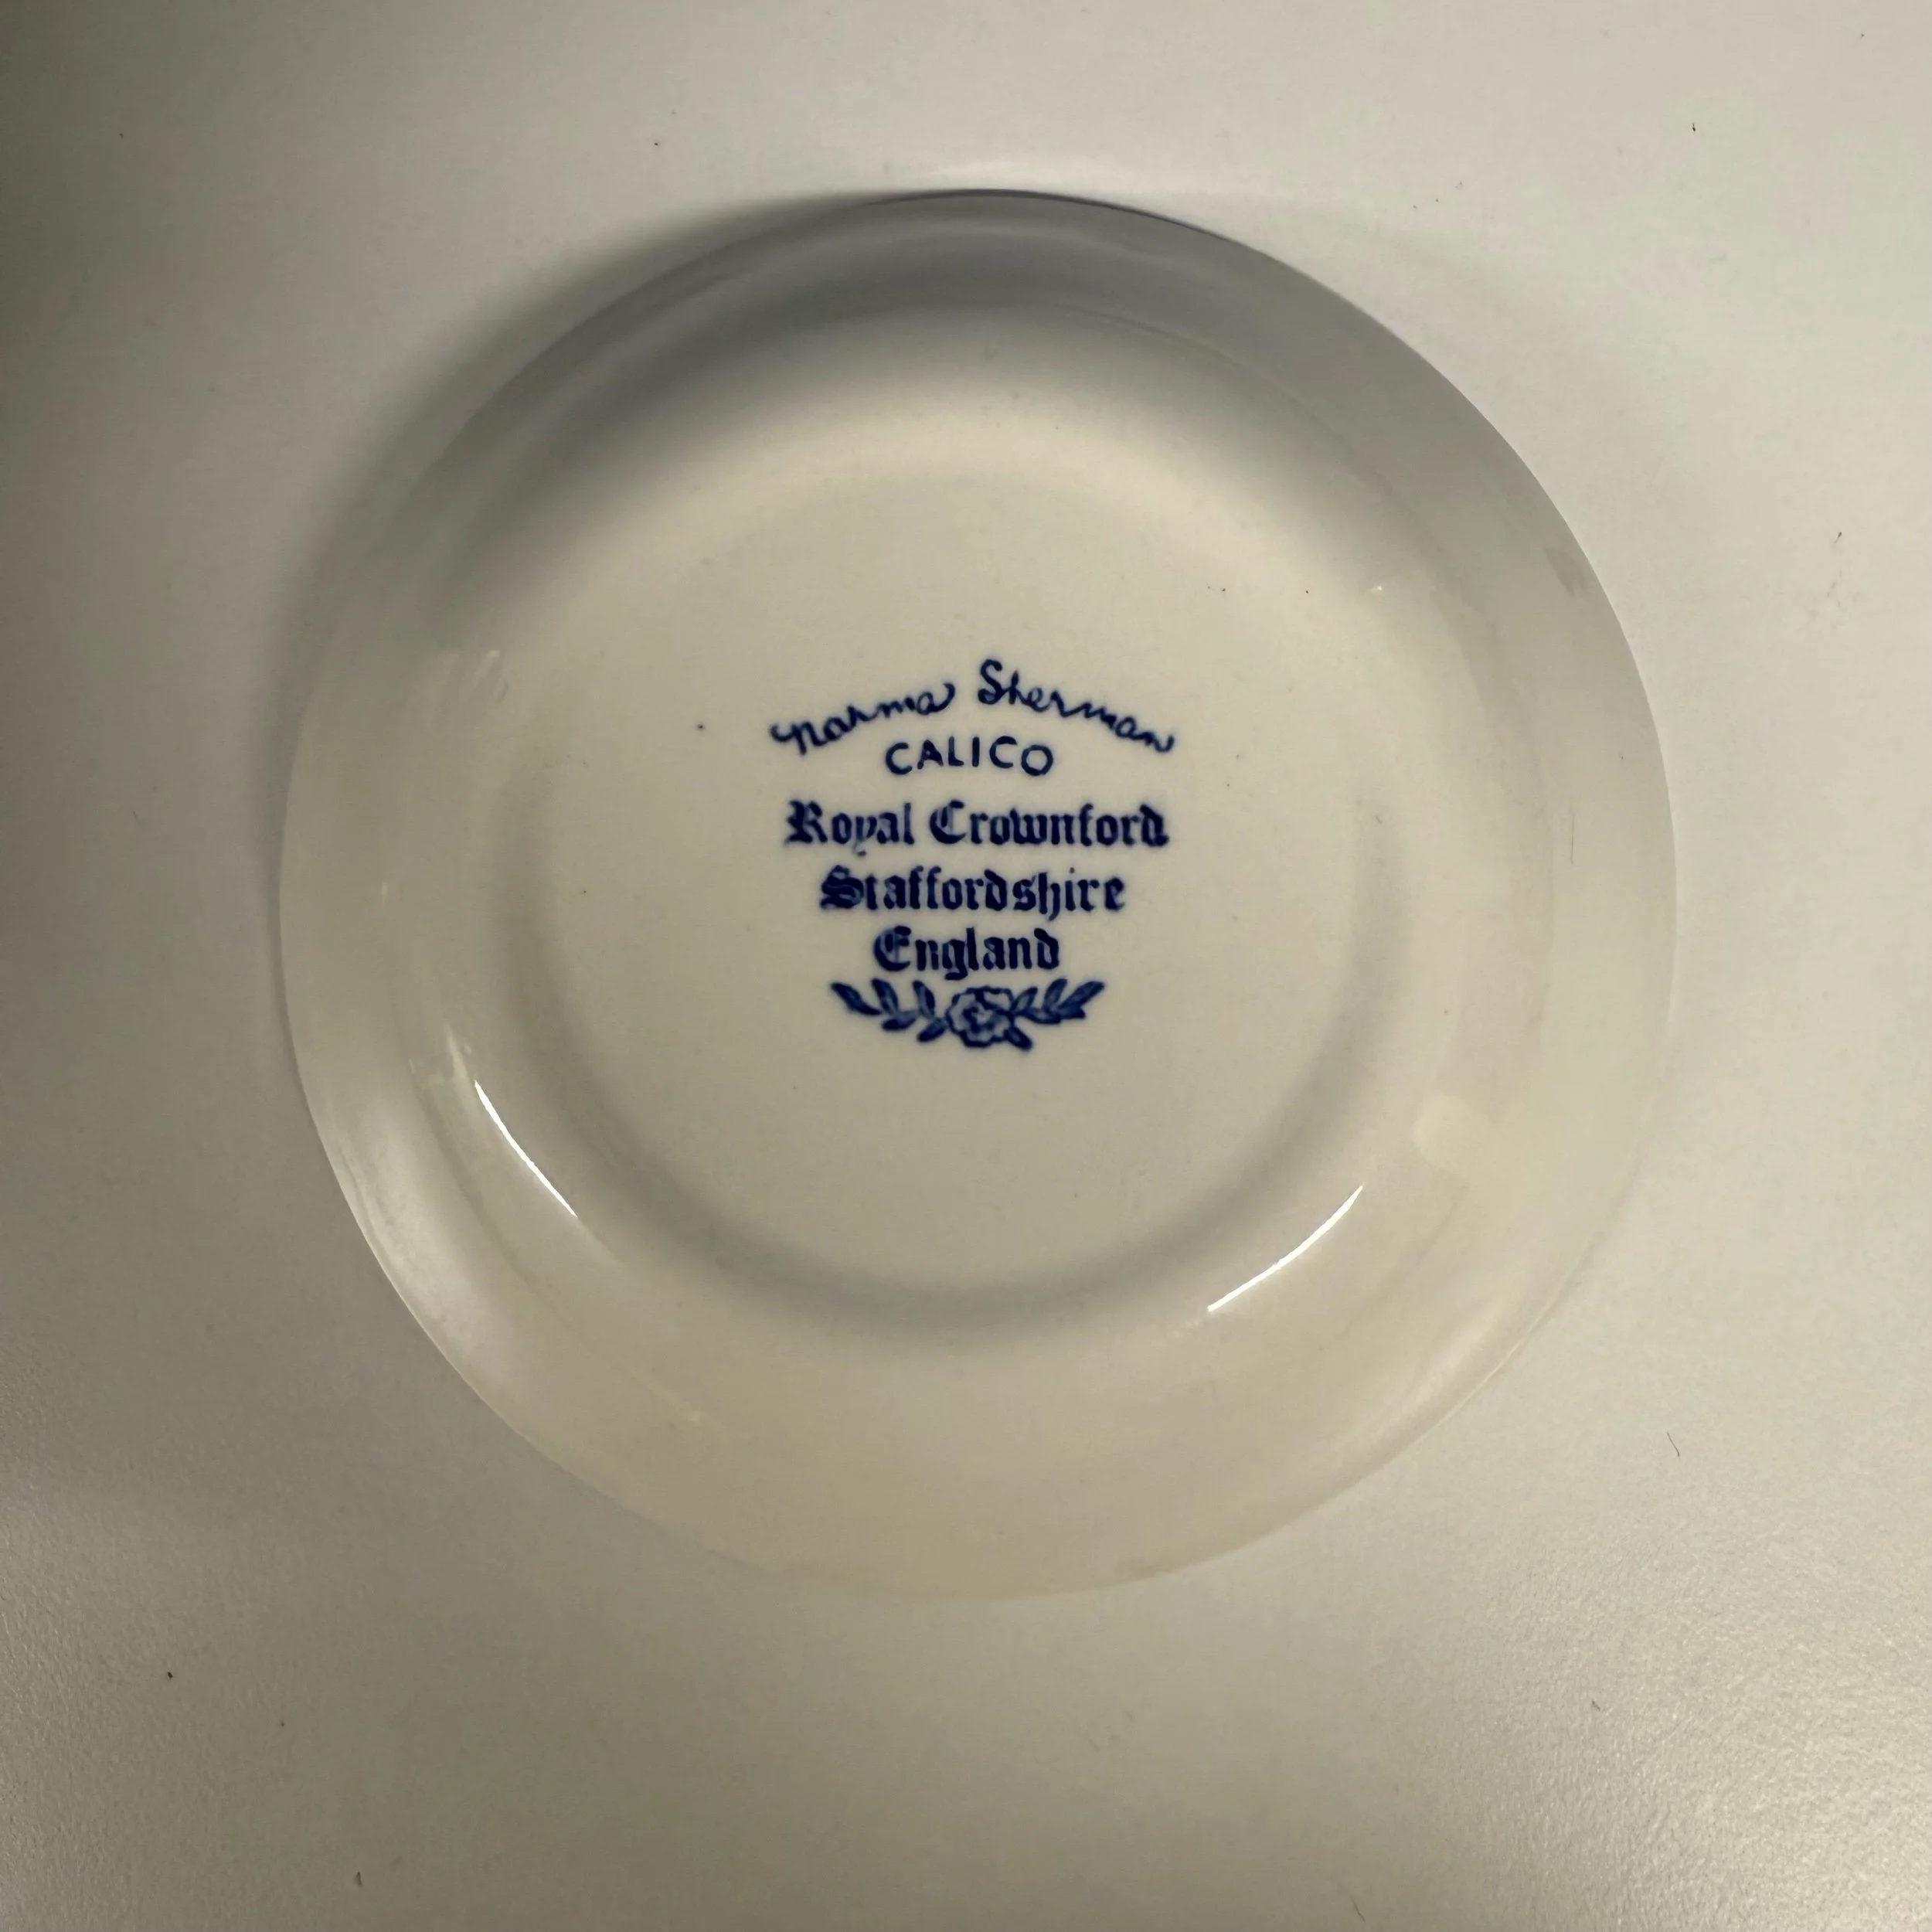 Norma Sherman
CALICO
Royal Crownford
Staffordshire
England